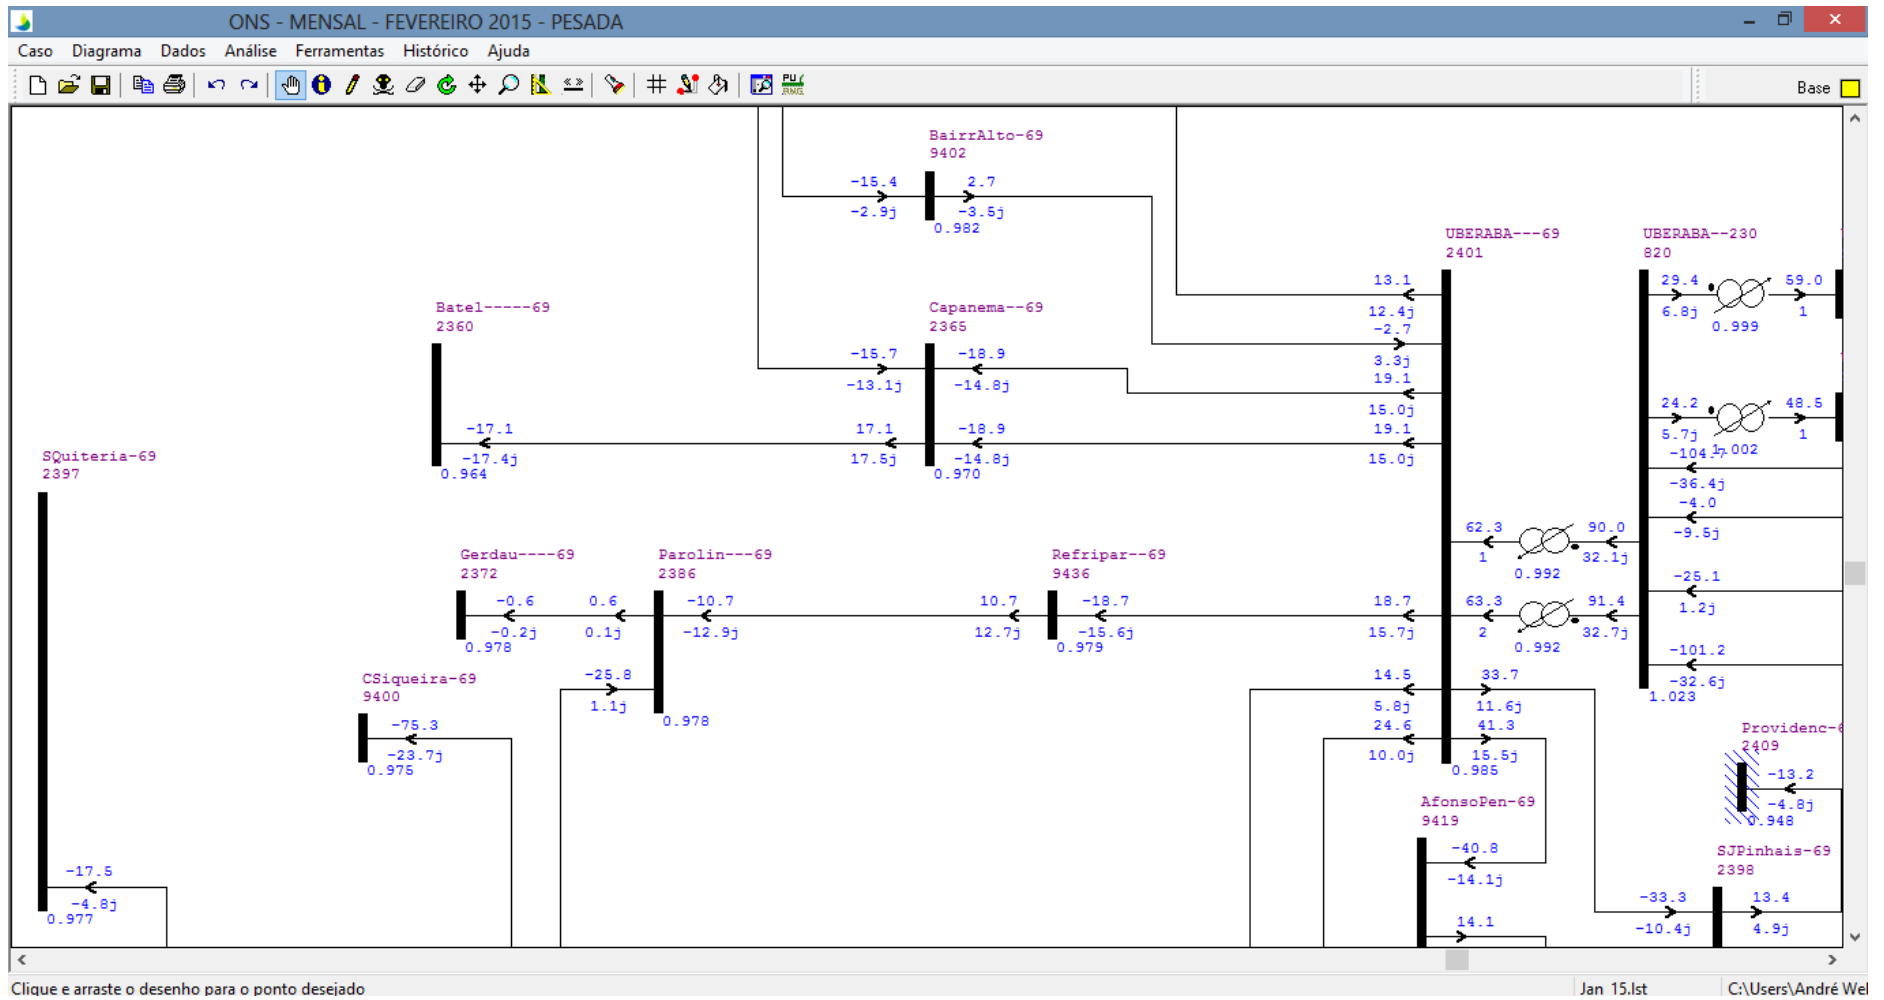 ONS - MENSAL - FEVEREIRO 2015 - PESADA
Caso Diagrama Dados Análise Ferramentas Histórico Ajuda
Base
BairrAlto-69
9402
-15.4 2.7
-2.9j -3.5j
0.982
UBERABA---69
2401
UBERABA--230
820
13.1
12.4j
-2.7
3.3j
19.1
15.0j
19.1
15.0j
29.4 59.0
6.8j 1
0.999
Batel-----69
2360
Capanema--69
2365
-15.7 -18.9
-13.1j -14.8j
-17.1 17.1 -18.9
-17.4j 17.5j -14.8j
0.964 0.970
24.2 48.5
5.7j 1
1.002
-104.7
-36.4j
-4.0
-9.5j
SQuiteria-69
2397
62.3 90.0
1 32.1j
0.992
Gerdau----69
2372
Parolin---69
2386
Refripar--69
9436
-0.6 0.6 -10.7 10.7 -18.7 18.7 63.3 91.4
-0.2j 0.1j -12.9j 12.7j -15.6j 15.7j 2 32.7j
0.978 0.979 0.992
-25.1
1.2j
-101.2
-32.6j
1.023
CSiqueira-69
9400
-25.8
1.1j
0.978
14.5 33.7
5.8j 11.6j
24.6 41.3
10.0j 15.5j
0.985
-75.3
-23.7j
0.975
Providenc-6
2409
-13.2
-4.8j
0.948
AfonsoPen-69
9419
-40.8
-14.1j
14.1
SJPinhais-69
2398
-33.3 13.4
-10.4j 4.9j
-17.5
-4.8j
0.977
Clique e arraste o desenho para o ponto desejado Jan 15.lst C:\Users\André Wel